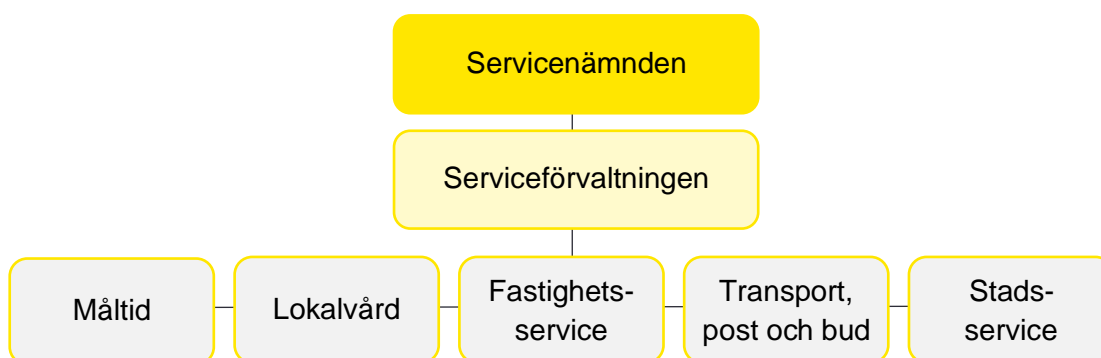 Servicenämnden
Serviceförvaltningen
Måltid
Lokalvård
Fastighets-
service
Transport,
post och bud
Stads-
service